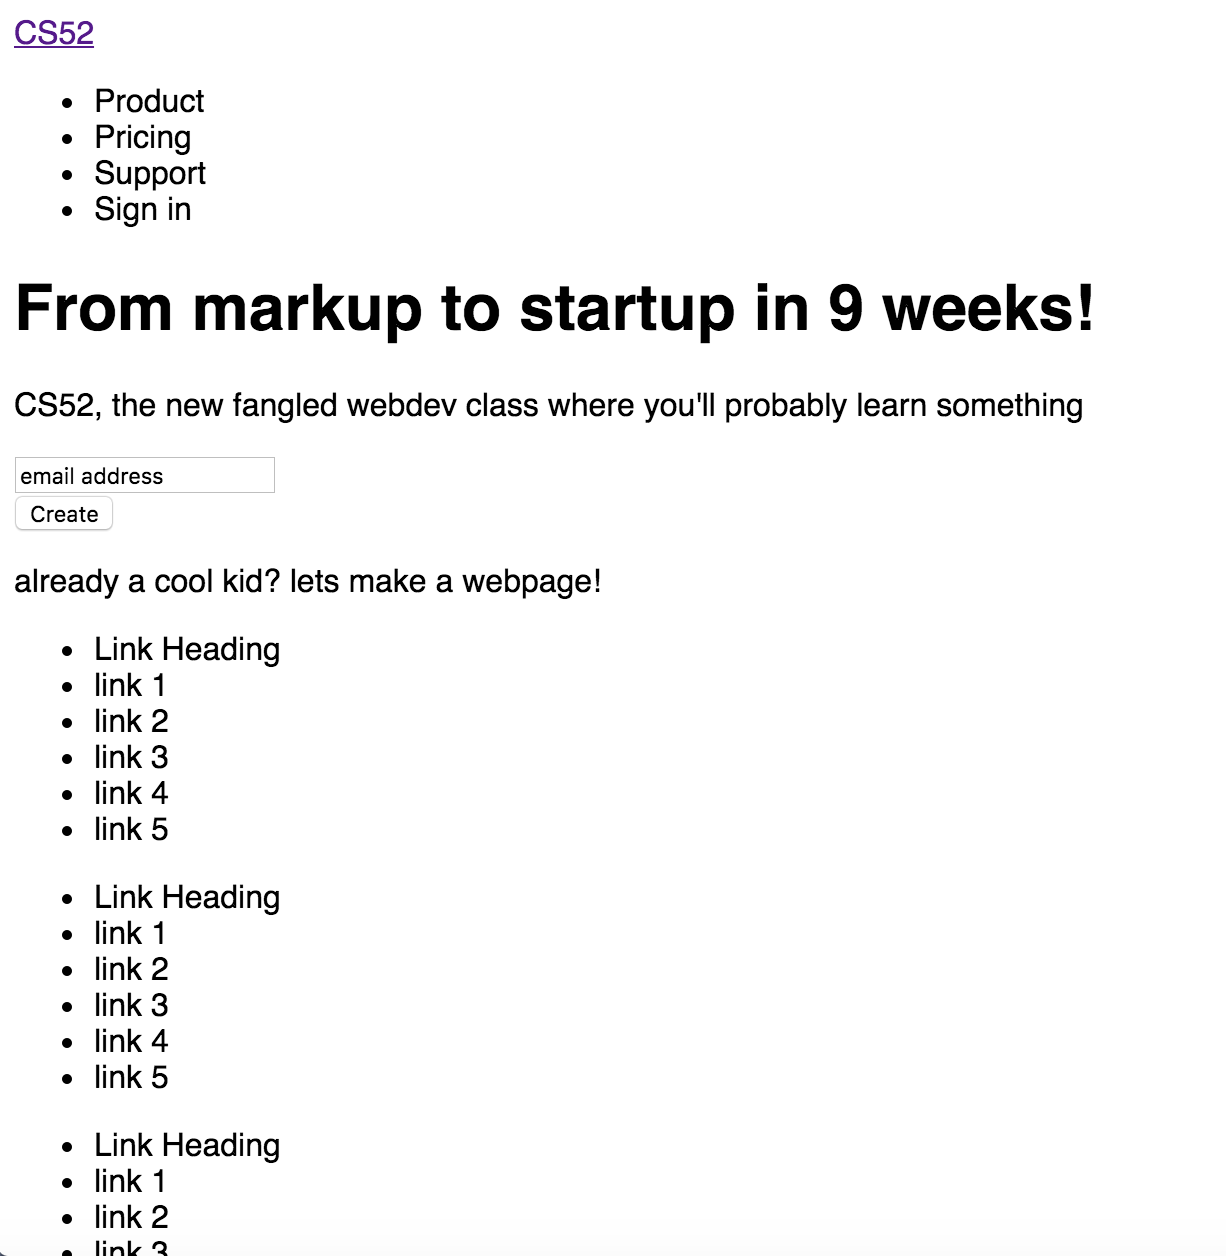 CS52
Product
Pricing
Support
Sign in
From markup to startup in 9 weeks!
CS52, the new fangled webdev class where you'll probably learn something
email address
Create
already a cool kid? lets make a webpage!
Link Heading
link 1
link 2
link 3
link 4
link 5
Link Heading
link 1
link 2
link 3
link 4
link 5
Link Heading
link 1
link 2
link 3